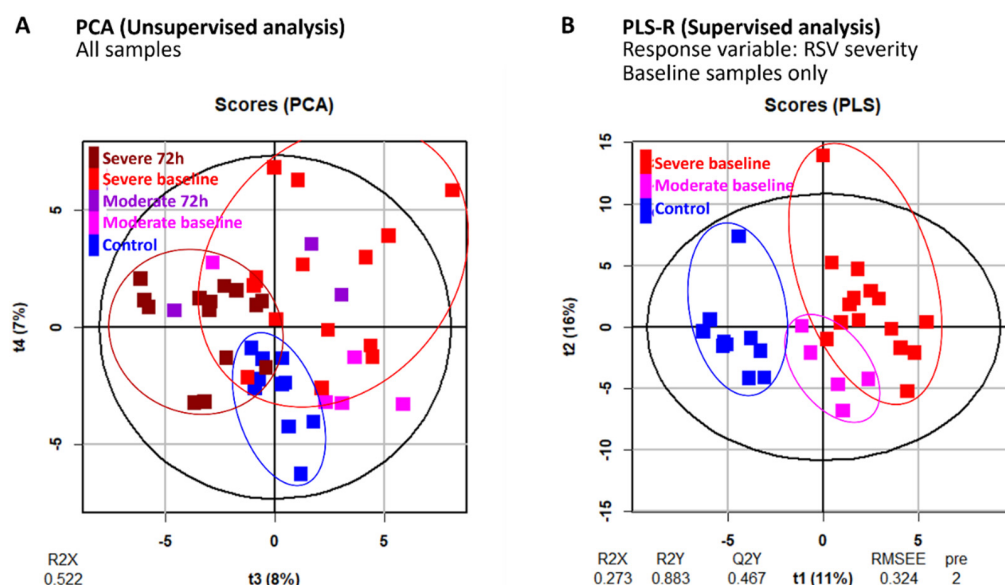 A PCA (Unsupervised analysis)
All samples
Scores (PCA)
Severe 72h
Severe baseline
Moderate 72h
Moderate baseline
Control
5
0
-5
t4 (7%)
-5
0
5
R2X
0.522
t3 (8%)
B PLS-R (Supervised analysis)
Response variable: RSV severity
Baseline samples only
Scores (PLS)
Severe baseline
Moderate baseline
Control
15
10
5
0
-5
-10
-15
t2 (16%)
-5
0
5
R2X R2Y Q2Y RMSEE pre
0.273 0.883 0.467 t1 (11%) 0.324 2